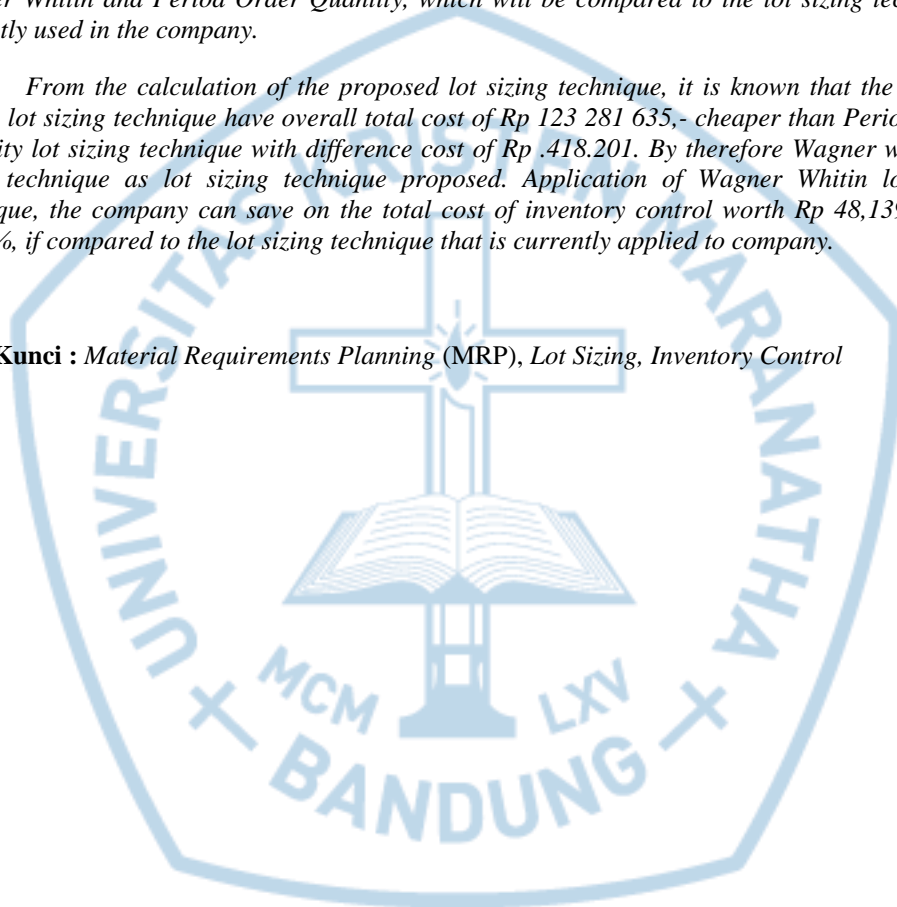 er Whitin and Period Order Quantity, which will be compared to the lot sizing tec
tly used in the company.
From the calculation of the proposed lot sizing technique, it is known that the
lot sizing technique have overall total cost of Rp 123 281 635,- cheaper than Perio
ity lot sizing technique with difference cost of Rp .418.201. By therefore Wagner w
technique as lot sizing technique proposed. Application of Wagner Whitin lo
que, the company can save on the total cost of inventory control worth Rp 48,139
%, if compared to the lot sizing technique that is currently applied to company.
Kunci : Material Requirements Planning (MRP), Lot Sizing, Inventory Control
UNIVERSITAS KRISTEN MARANATHA
MCM LXV
BANDUNG